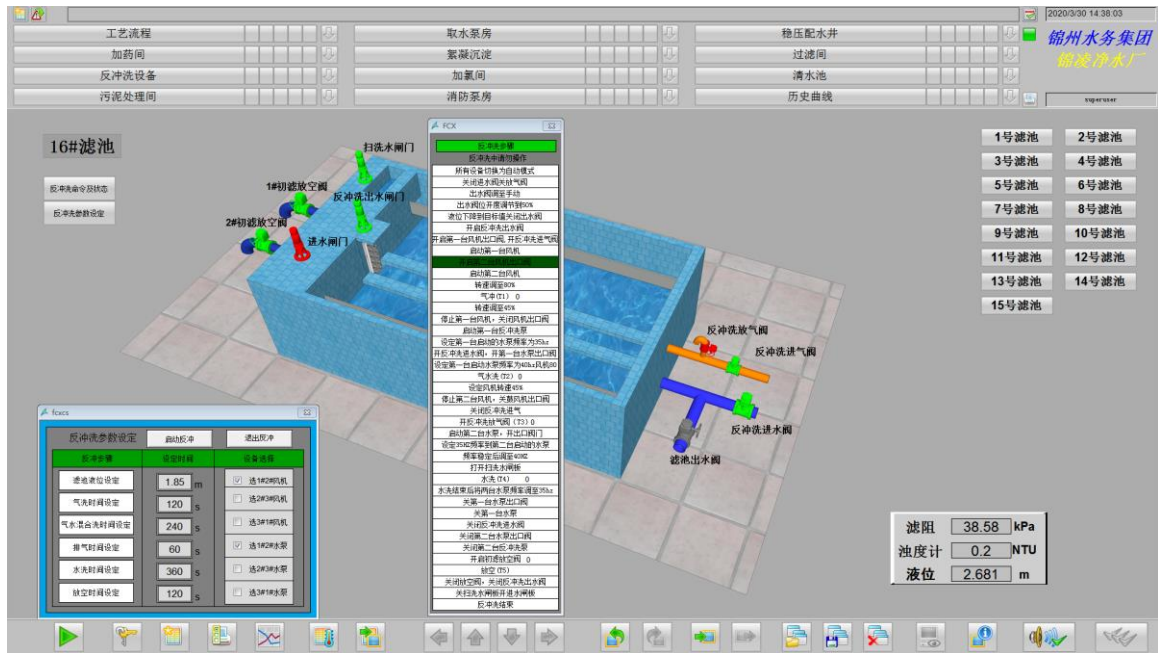 2020/3/30 14:38:03
工艺流程
取水泵房
稳压配水井
加药间
絮凝沉淀
过滤间
反冲洗设备
加氯间
清水池
污泥处理间
消防泵房
历史曲线
锦州水务集团
锦凌净水厂
superuser
16#滤池
反冲洗命令及状态
反冲洗参数设定
扫洗水闸门
1#初滤放空阀
反冲洗出水闸门
2#初滤放空阀
进水闸门
FCX
反冲洗步骤
反冲洗中请勿操作
所有设备切换为自动模式
关闭进水阀关放气阀
出水阀调至手动
出水阀位开度调节到50%
液位下降到目标值关闭出水阀
开启反冲洗出水阀
开启第一台风机出口阀, 开反冲洗进气阀
启动第一台风机
开启第二台风机出口阀
启动第二台风机
转速调至80%
气冲(T1) 0
转速调至45%
停止第一台风机，关闭风机出口阀
启动第一台反冲洗泵
设定第一台启动的水泵频率为35hz
开反冲洗进水阀，开第一台水泵出口阀
设定第一台启动水泵频率为40hz风机80
气水洗(T2) 0
设定风机转速45%
停止第二台风机，关第风机出口阀
关闭反冲洗进气
开反冲洗放气阀 (T3) 0
启动第二台水泵，开出口阀门
设定35HZ频率到第二台启动的水泵
频率稳定后调至40HZ
打开扫洗水闸板
水洗(T4) 0
水洗结束后将两台水泵频率调至35hz
关第一台水泵出口阀
关第一台水泵
关闭反冲洗进水阀
关闭第二台水泵出口阀
关闭第二台反冲洗泵
开启初滤放空阀 0
放空(T5)
关闭放空阀，关闭反冲洗出水阀
关扫洗水闸板开进水闸板
反冲洗结束
1号滤池
2号滤池
3号滤池
4号滤池
5号滤池
6号滤池
7号滤池
8号滤池
9号滤池
10号滤池
11号滤池
12号滤池
13号滤池
14号滤池
15号滤池
反冲洗放气阀
反冲洗进气阀
反冲洗进水阀
滤池出水阀
fcxcs
反冲洗参数设定
启动反冲
退出反冲
反冲步骤
设定时间
设备选择
滤池液位设定
1.85 m
选1#2#风机
气洗时间设定
120 s
选2#3#风机
气水混合洗时间设定
240 s
选3#1#风机
排气时间设定
60 s
选1#2#水泵
水洗时间设定
360 s
选2#3#水泵
放空时间设定
120 s
选3#1#水泵
滤阻 38.58 kPa
浊度计 0.2 NTU
液位 2.681 m